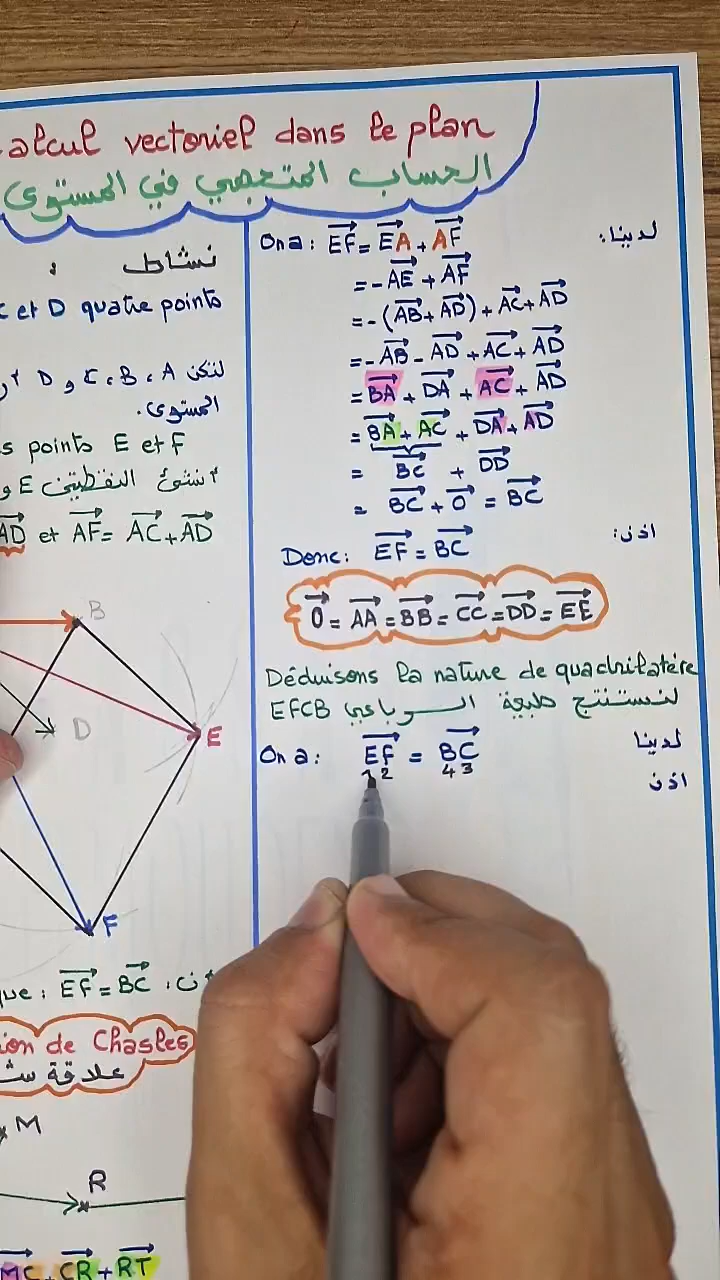 alcul vectoriel dans le plan
الحساب المتجهي في المستوى
نشاط :
C et D quatre points
لتكن A ، B ، C و D
المستوى.
s points E et F
أنشئ النقطتين E و
AD et AF = AC + AD
B
D
E
F
que : EF = BC
ion de Chasles
علاقة
M
R
MC + CR + RT
On a : EF = EA + AF
لدينا :
= -AE + AF
= -(AB + AD) + AC + AD
= -AB - AD + AC + AD
= BA + DA + AC + AD
= BA + AC + DA + AD
= BC + DD
= BC + 0 = BC
Donc : EF = BC
اذن :
0 = AA = BB = CC = DD = EE
Déduisons la nature de quadrilatère
لنستنتج طبيعة الرباعي EFCB
On a : EF = BC
لدينا
1 2 4 3
اذن